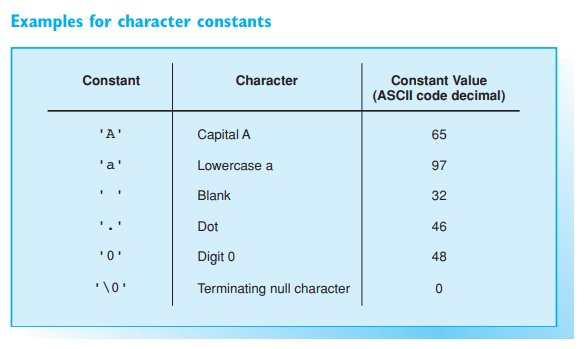 Examples for character constants
Constant Character Constant Value
(ASCII code decimal)
'A' Capital A 65
'a' Lowercase a 97
' ' Blank 32
'.' Dot 46
'0' Digit 0 48
'\0' Terminating null character 0